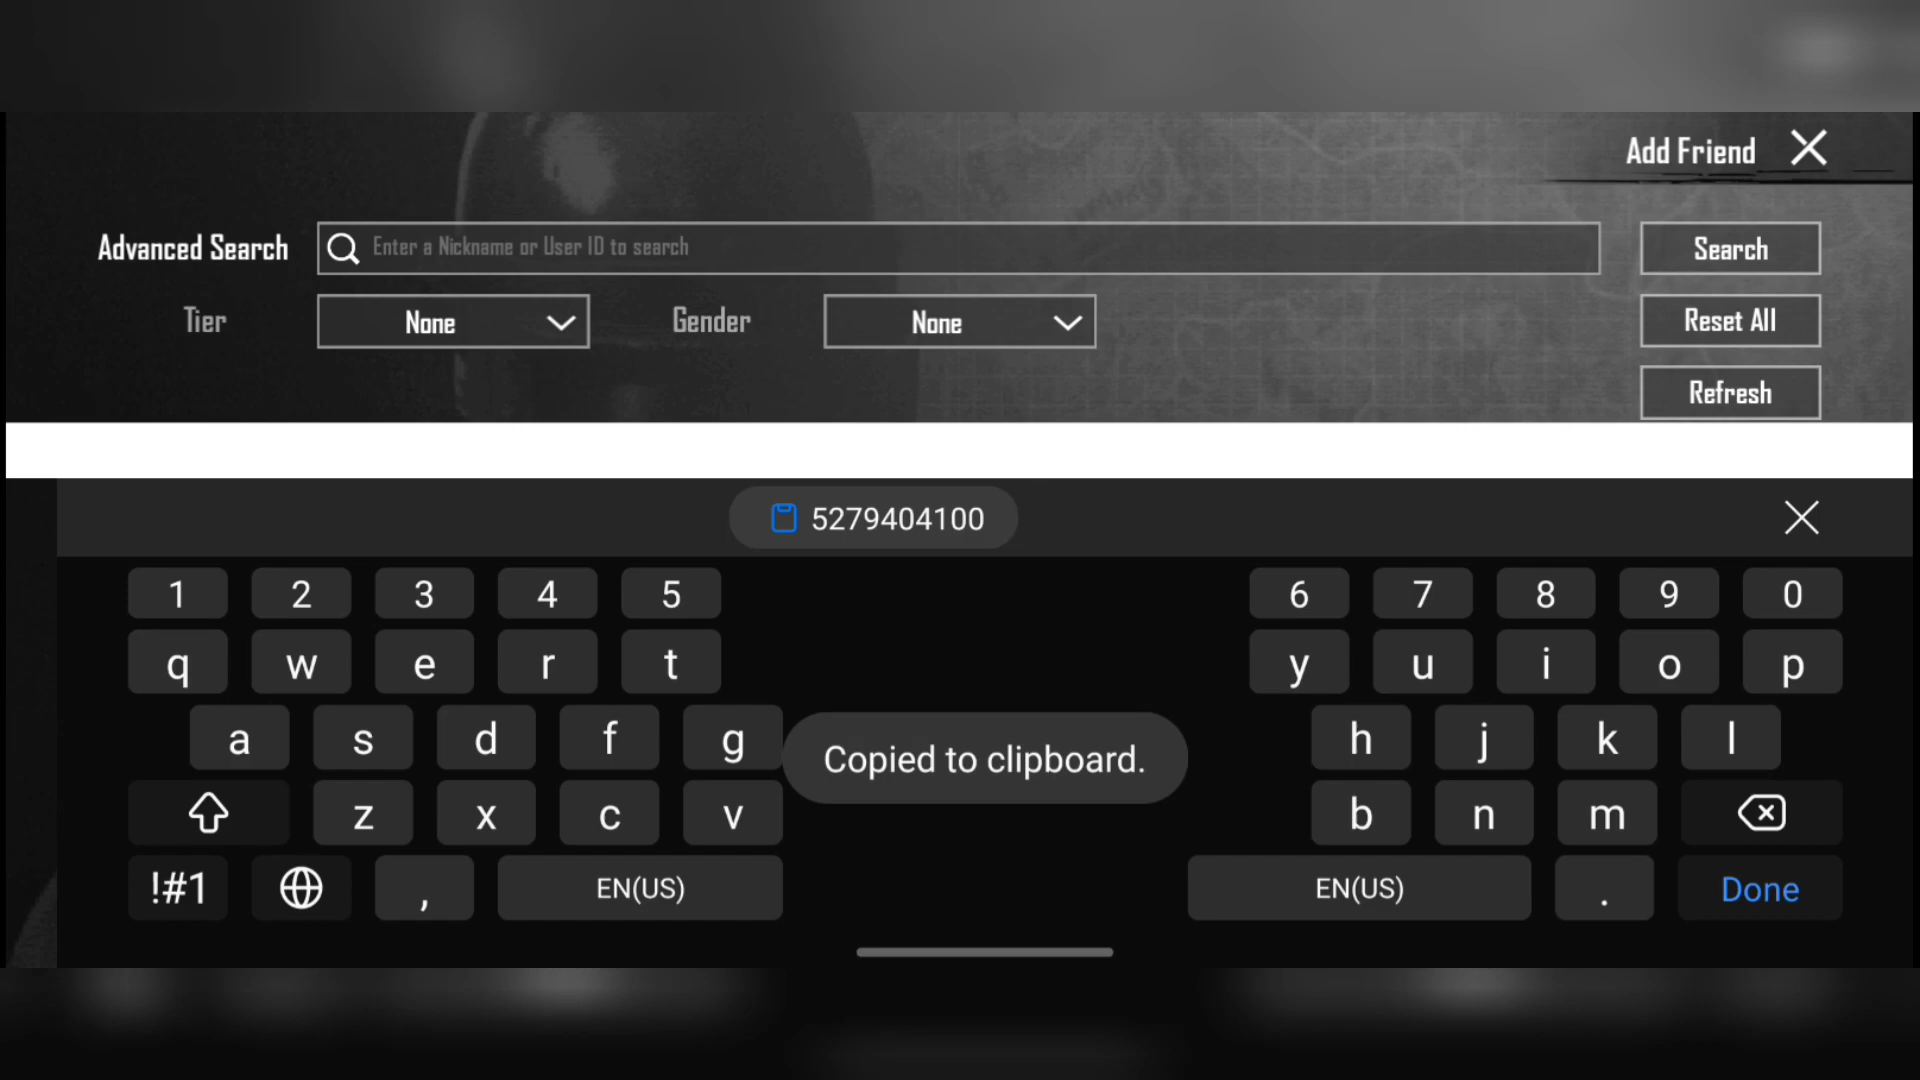 Add Friend
Advanced Search
Enter a Nickname or User ID to search
Search
Tier
None
Gender
None
Reset All
Refresh
5279404100
1 2 3 4 5 6 7 8 9 0
q w e r t y u i o p
a s d f g h j k l
Copied to clipboard.
z x c v b n m
!#1 , EN(US) EN(US) . Done